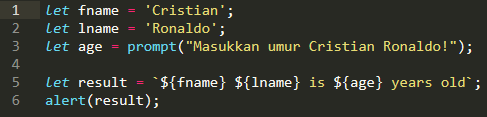 1 let fname = 'Cristian';
2 let lname = 'Ronaldo';
3 let age = prompt("Masukkan umur Cristian Ronaldo!");
4
5 let result = `${fname} ${lname} is ${age} years old`;
6 alert(result);